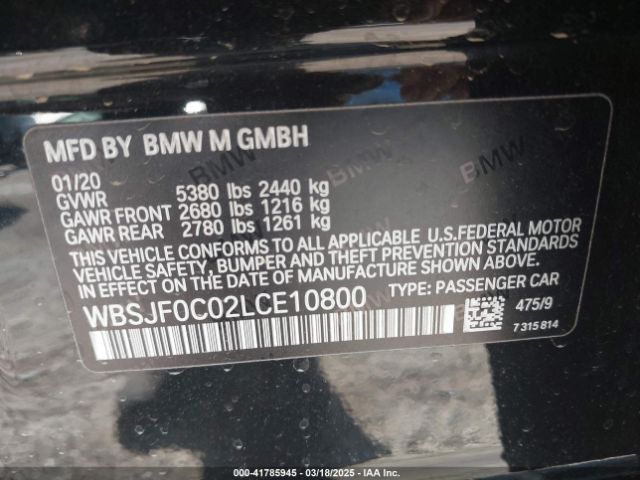 MFD BY BMW M GMBH
01/20
GVWR 5380 lbs 2440 kg
GAWR FRONT 2680 lbs 1216 kg
GAWR REAR 2780 lbs 1261 kg
THIS VEHICLE CONFORMS TO ALL APPLICABLE U.S.FEDERAL MOTOR
VEHICLE SAFETY, BUMPER AND THEFT PREVENTION STANDARDS
IN EFFECT ON THE DATE OF MANUFACTURE SHOWN ABOVE.
WBSJF0C02LCE10800 TYPE: PASSENGER CAR
475/9
7 315 814
000-41785945 - 03/18/2025 - IAA Inc.